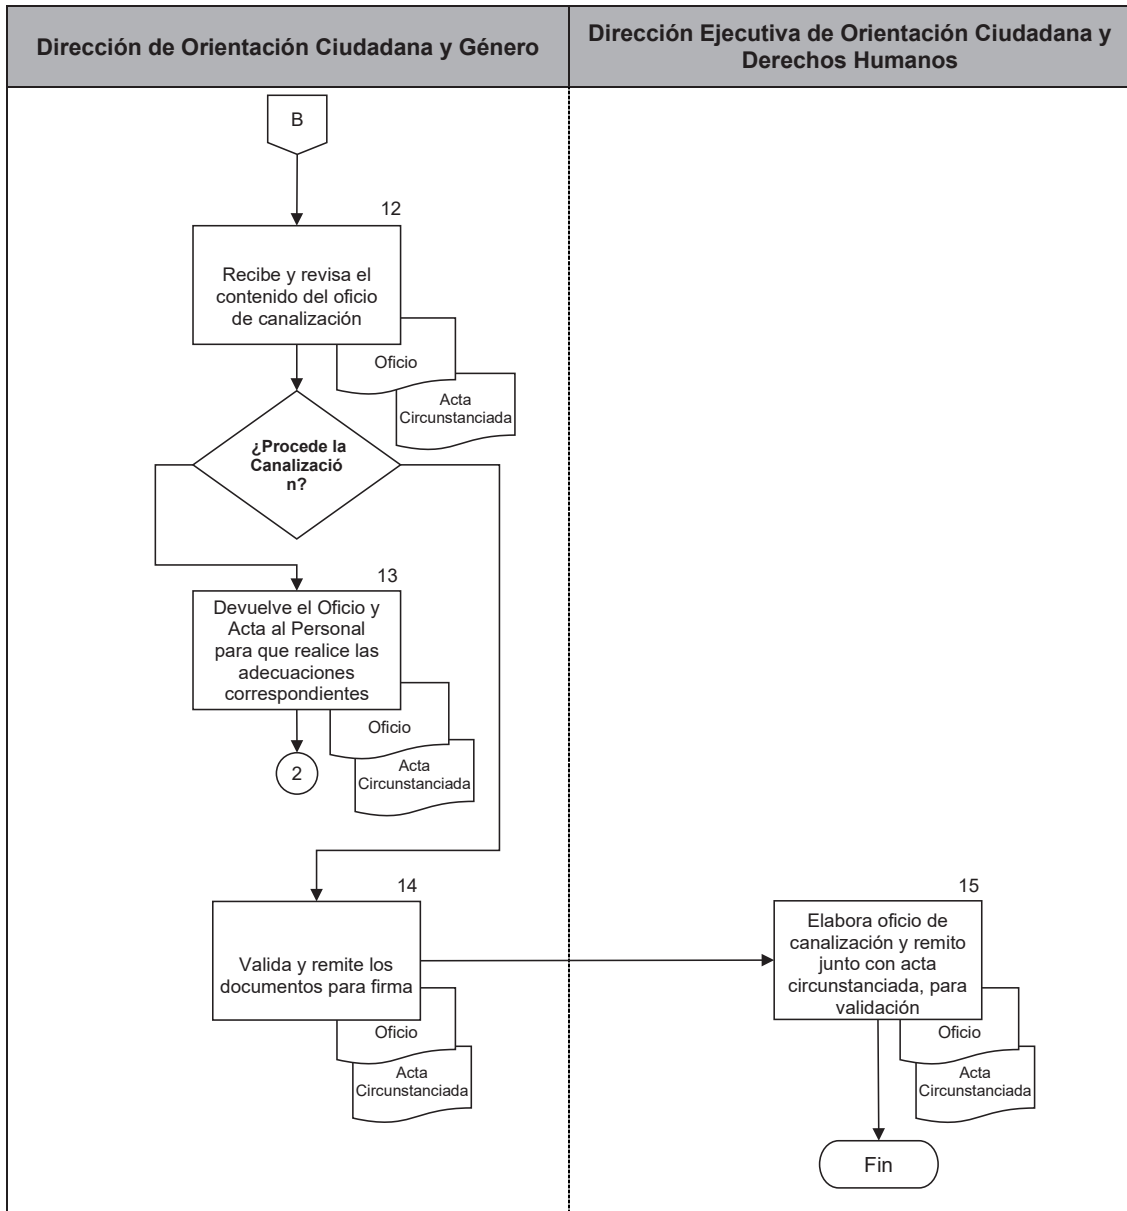 Dirección de Orientación Ciudadana y Género
Dirección Ejecutiva de Orientación Ciudadana y
Derechos Humanos
B
12
Recibe y revisa el
contenido del oficio
de canalización
Oficio
Acta
Circunstanciada
¿Procede la
Canalizació
n?
13
Devuelve el Oficio y
Acta al Personal
para que realice las
adecuaciones
correspondientes
Oficio
Acta
Circunstanciada
2
14
Valida y remite los
documentos para firma
Oficio
Acta
Circunstanciada
15
Elabora oficio de
canalización y remito
junto con acta
circunstanciada, para
validación
Oficio
Acta
Circunstanciada
Fin